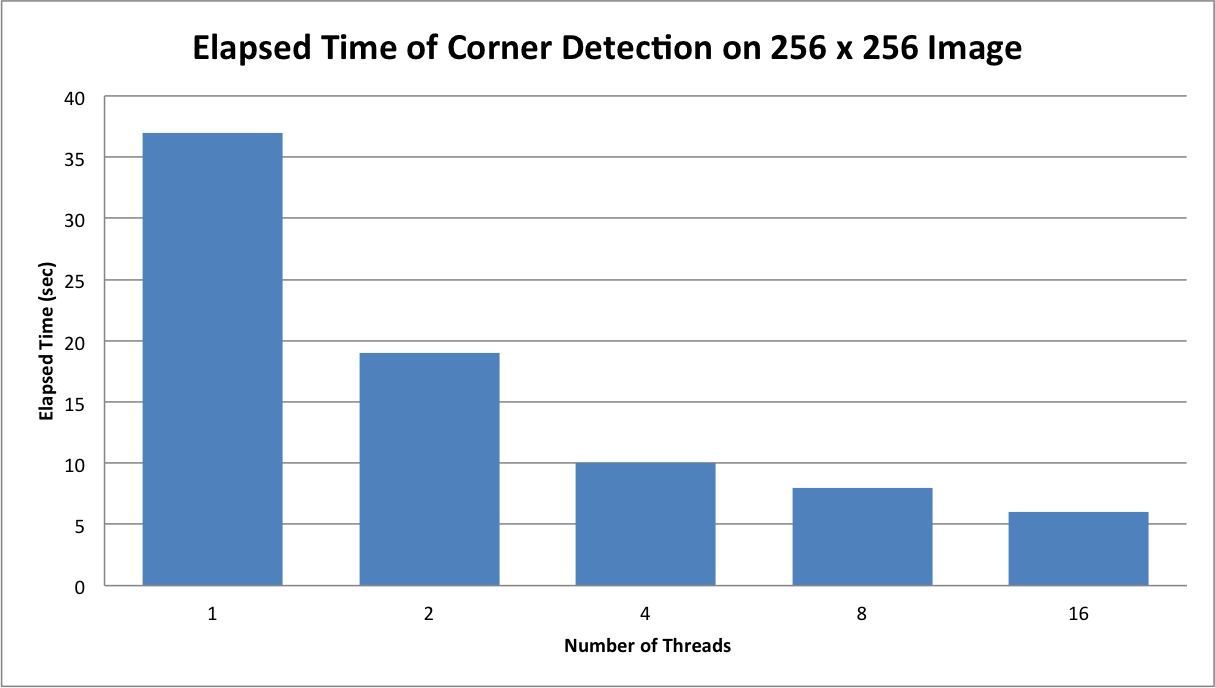 Elapsed Time of Corner Detection on 256 x 256 Image
40
35
30
25
20
15
10
5
0
Elapsed Time (sec)
1 2 4 8 16
Number of Threads